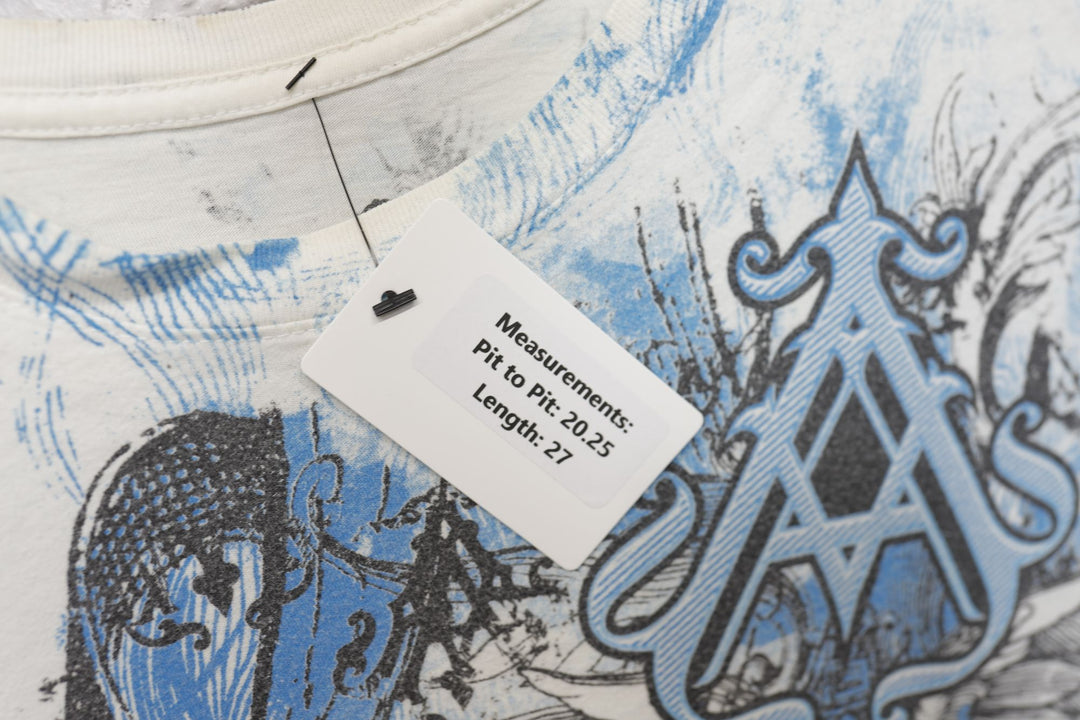 Measurements:
Pit to Pit: 20.25
Length: 27
A